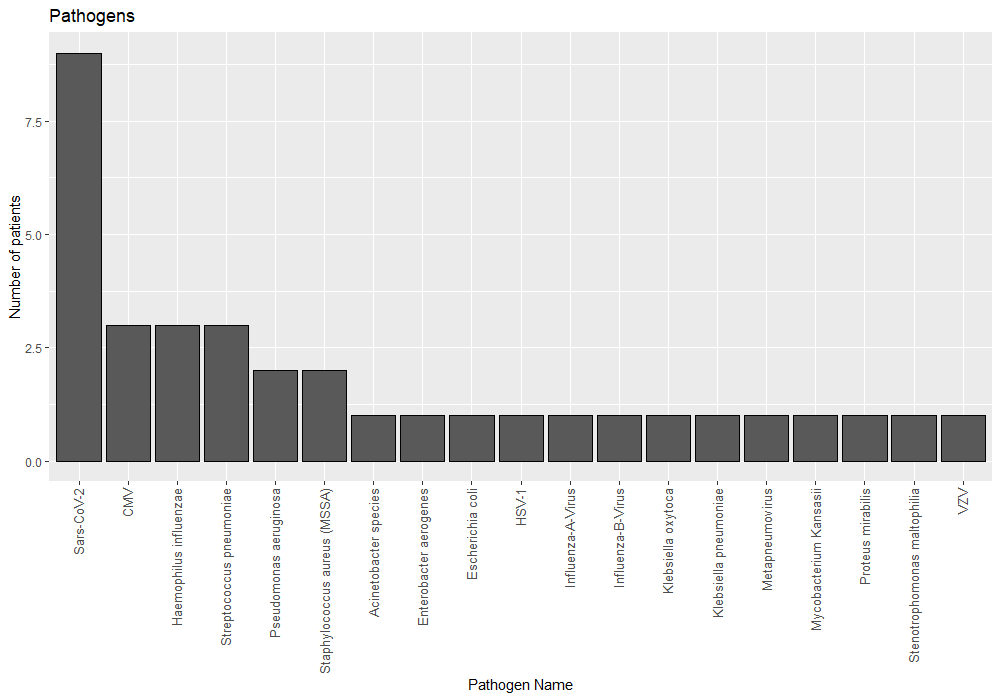 Pathogens
Number of patients
7.5
5.0
2.5
0.0
Sars-CoV-2
CMV
Haemophilus influenzae
Streptococcus pneumoniae
Pseudomonas aeruginosa
Staphylococcus aureus (MSSA)
Acinetobacter species
Enterobacter aerogenes
Escherichia coli
HSV-1
Influenza-A-Virus
Influenza-B-Virus
Klebsiella oxytoca
Klebsiella pneumoniae
Metapneumovirus
Mycobacterium Kansasii
Proteus mirabilis
Stenotrophomonas maltophilia
VZV
Pathogen Name